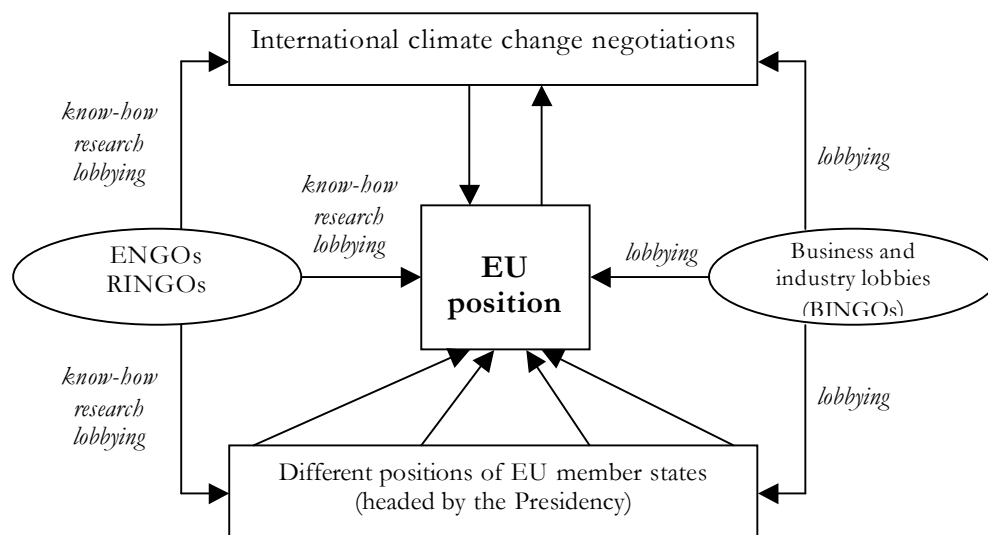 International climate change negotiations
know-how
research
lobbying
lobbying
know-how
research
lobbying
ENGOs
RINGOs
EU
position
lobbying
Business and
industry lobbies
(BINGOs)
know-how
research
lobbying
lobbying
Different positions of EU member states
(headed by the Presidency)